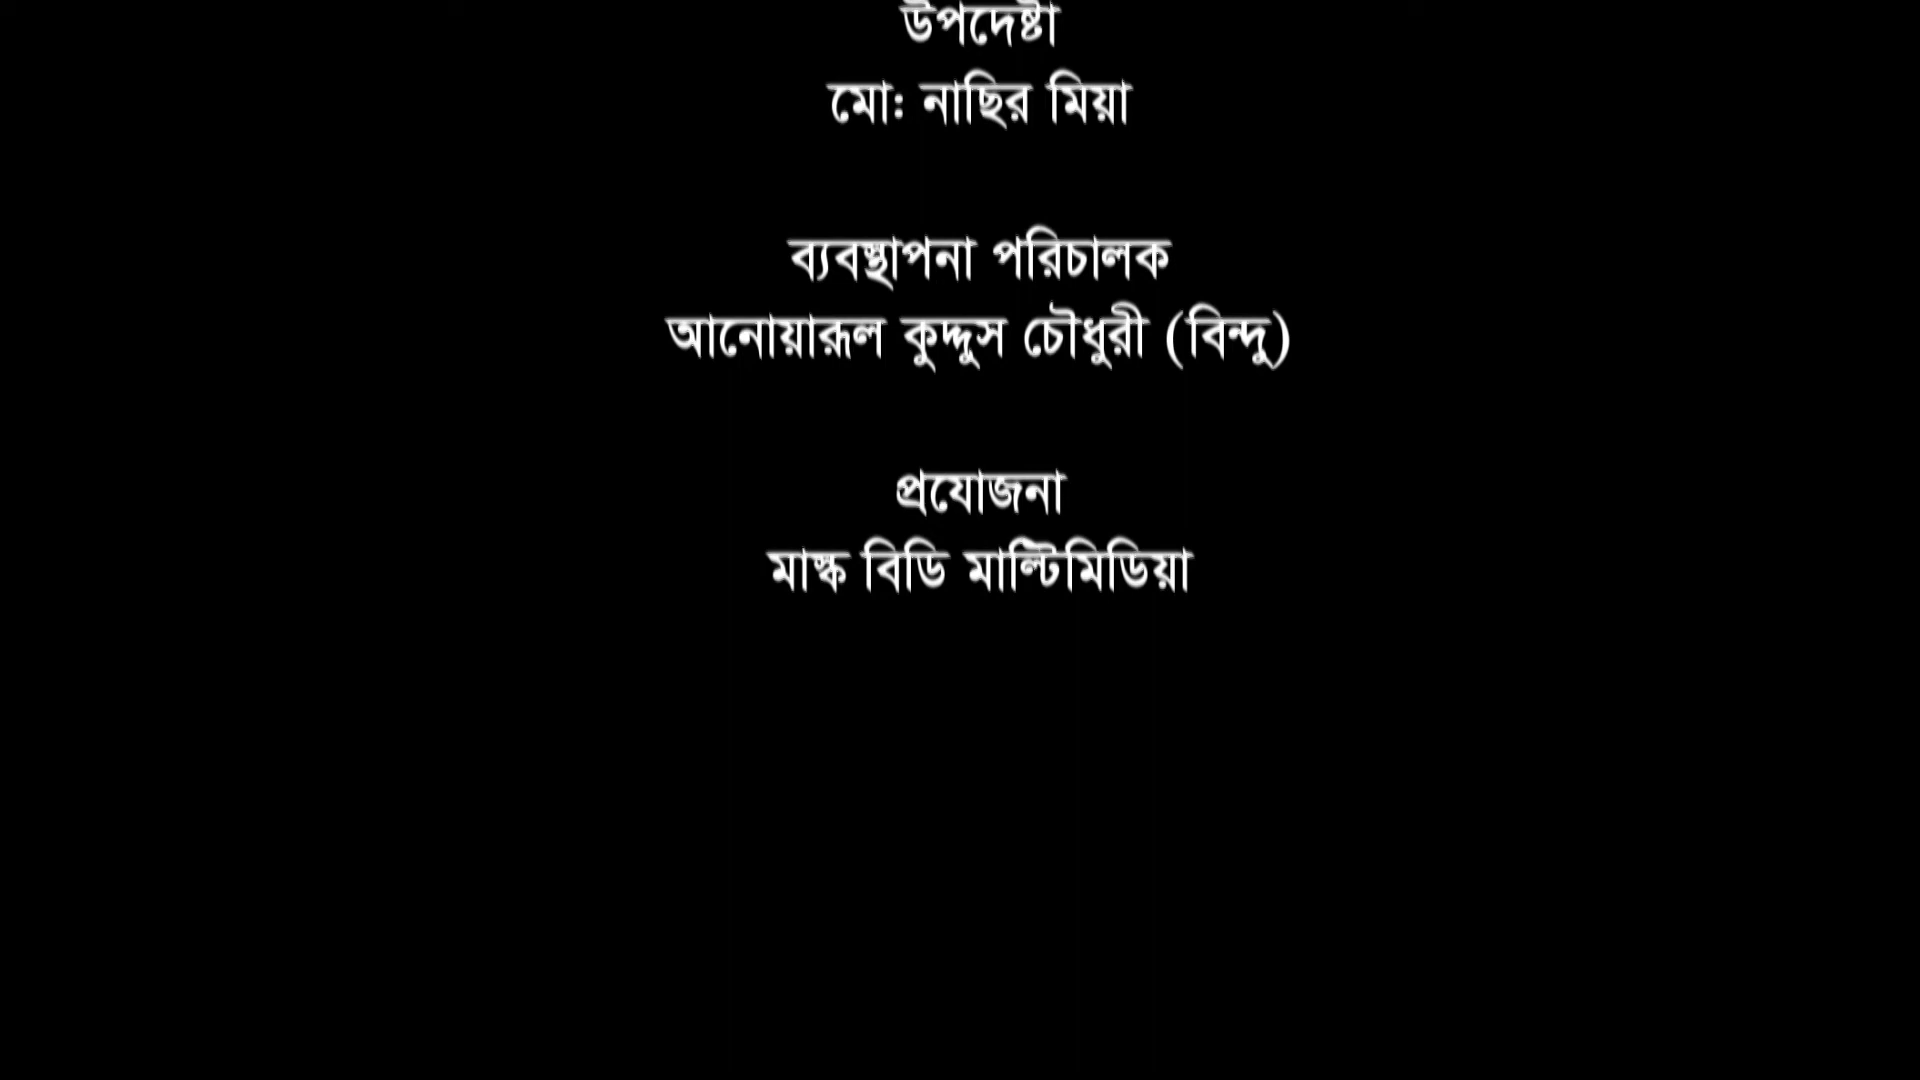 উপদেষ্টা
মোঃ নাছির মিয়া
ব্যবস্থাপনা পরিচালক
আনোয়ারূল কুদ্দুস চৌধুরী (বিন্দু)
প্রযোজনা
মাস্ক বিডি মাল্টিমিডিয়া